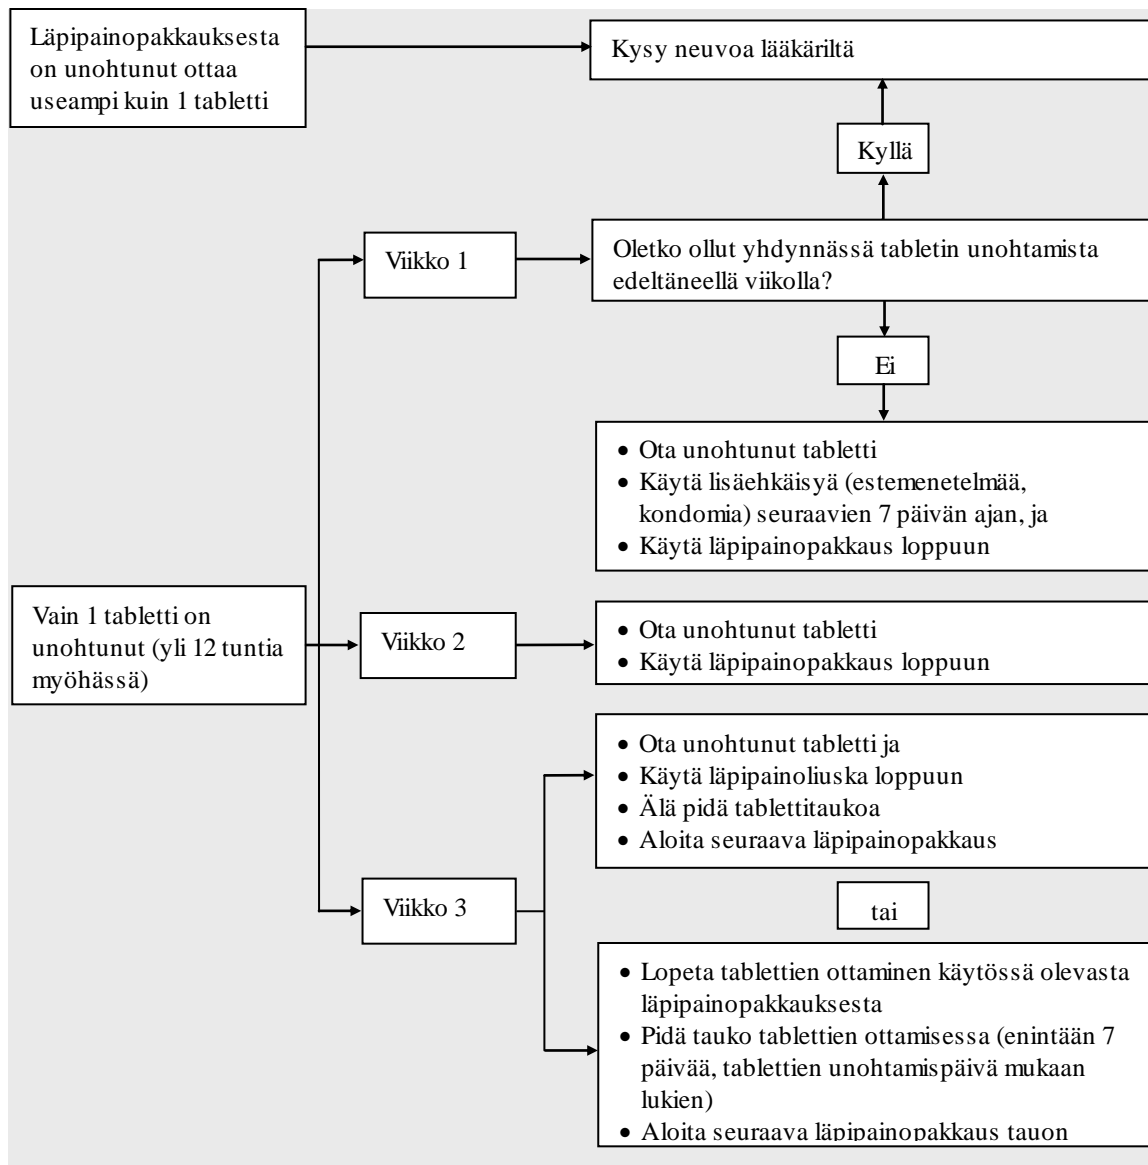 Läpipainopakkauksesta
on unohtunut ottaa
useampi kuin 1 tabletti
Kysy neuvoa lääkäriltä
Kyllä
Viikko 1
Oletko ollut yhdynnässä tabletin unohtamista
edeltäneellä viikolla?
Ei
• Ota unohtunut tabletti
• Käytä lisäehkäisyä (estemenetelmää,
kondomia) seuraavien 7 päivän ajan, ja
• Käytä läpipainopakkaus loppuun
Vain 1 tabletti on
unohtunut (yli 12 tuntia
myöhässä)
Viikko 2
• Ota unohtunut tabletti
• Käytä läpipainopakkaus loppuun
• Ota unohtunut tabletti ja
• Käytä läpipainoliuska loppuun
• Älä pidä tablettitaukoa
• Aloita seuraava läpipainopakkaus
Viikko 3
tai
• Lopeta tablettien ottaminen käytössä olevasta
läpipainopakkauksesta
• Pidä tauko tablettien ottamisessa (enintään 7
päivää, tablettien unohtamispäivä mukaan
lukien)
• Aloita seuraava läpipainopakkaus tauon